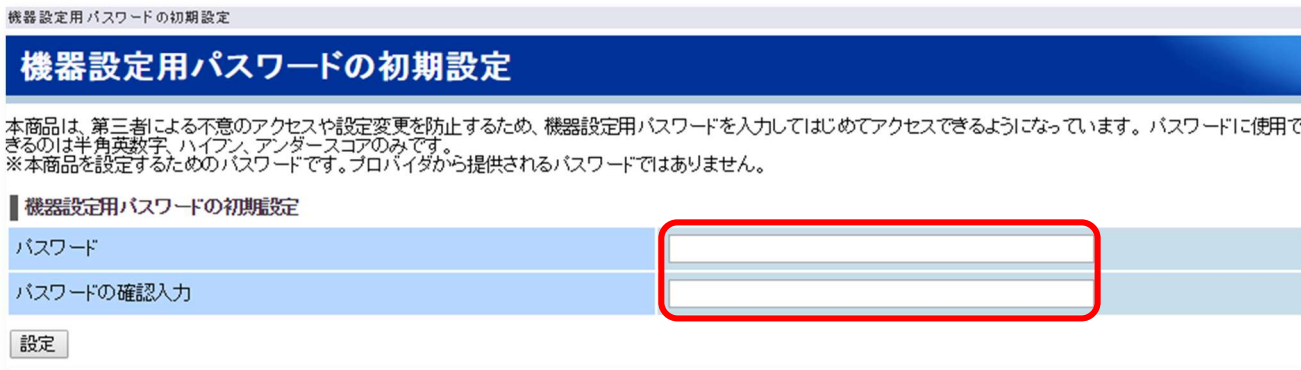 機器設定用パスワードの初期設定
機器設定用パスワードの初期設定
本商品は、第三者による不意のアクセスや設定変更を防止するため、機器設定用パスワードを入力してはじめてアクセスできるようになっています。パスワードに使用で
きるのは半角英数字、ハイフン、アンダースコアのみです。
※本商品を設定するためのパスワードです。プロバイダから提供されるパスワードではありません。
機器設定用パスワードの初期設定
パスワード
パスワードの確認入力
設定